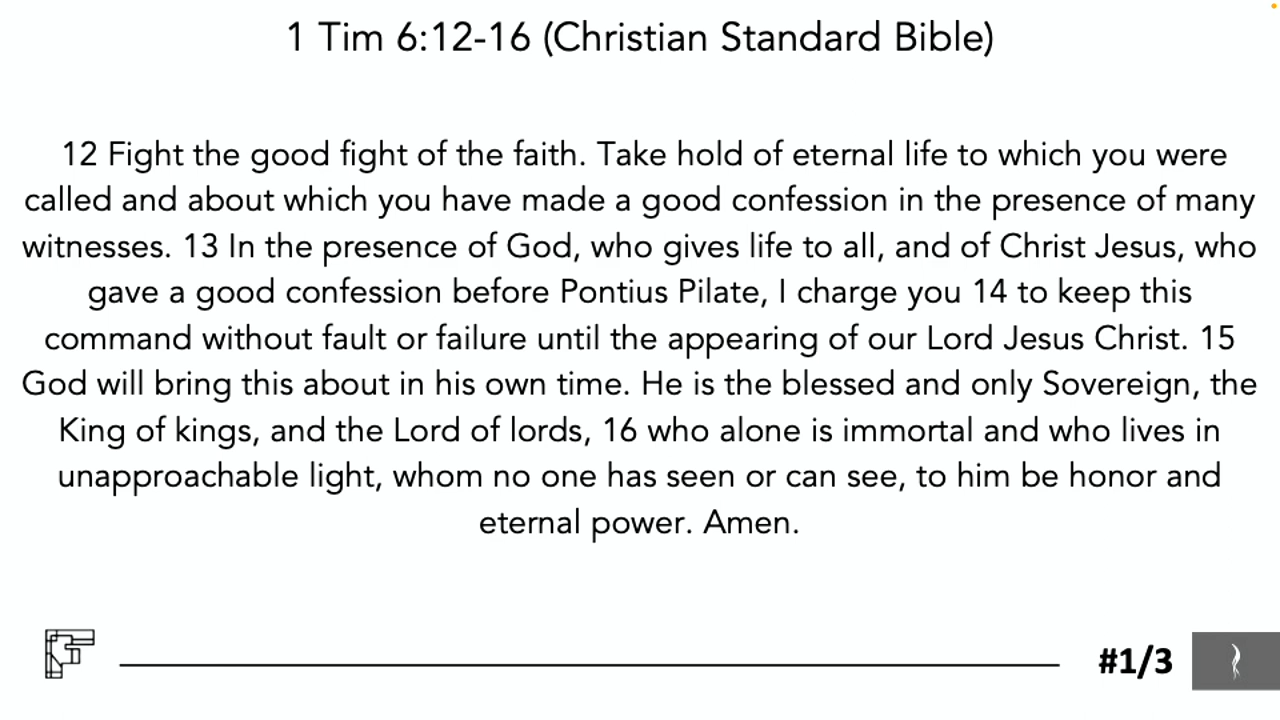 1 Tim 6:12-16 (Christian Standard Bible)
12 Fight the good fight of the faith. Take hold of eternal life to which you were
called and about which you have made a good confession in the presence of many
witnesses. 13 In the presence of God, who gives life to all, and of Christ Jesus, who
gave a good confession before Pontius Pilate, I charge you 14 to keep this
command without fault or failure until the appearing of our Lord Jesus Christ. 15
God will bring this about in his own time. He is the blessed and only Sovereign, the
King of kings, and the Lord of lords, 16 who alone is immortal and who lives in
unapproachable light, whom no one has seen or can see, to him be honor and
eternal power. Amen.
#1/3